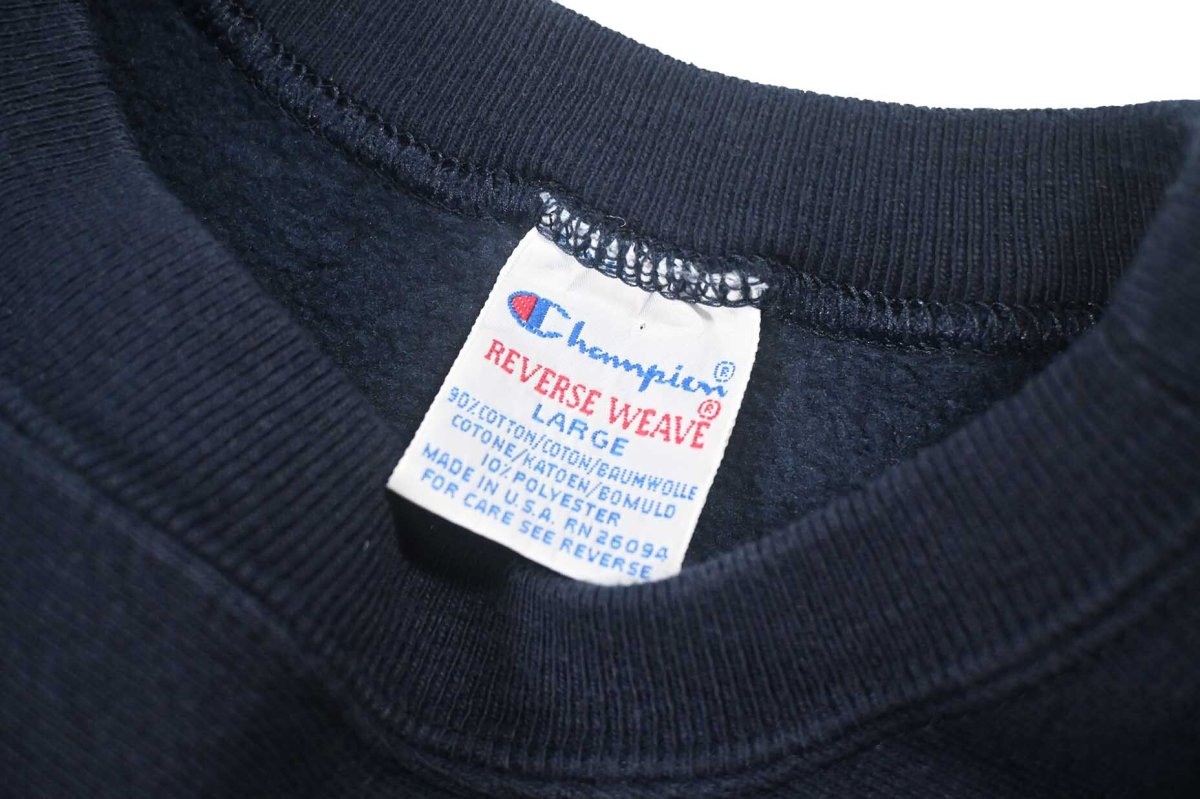 Champion®
REVERSE WEAVE®
LARGE
90% COTTON/COTON/BAUMWOLLE
COTONE/KATOEN/BOMULD
10% POLYESTER
MADE IN U.S.A. RN 26094
FOR CARE SEE REVERSE